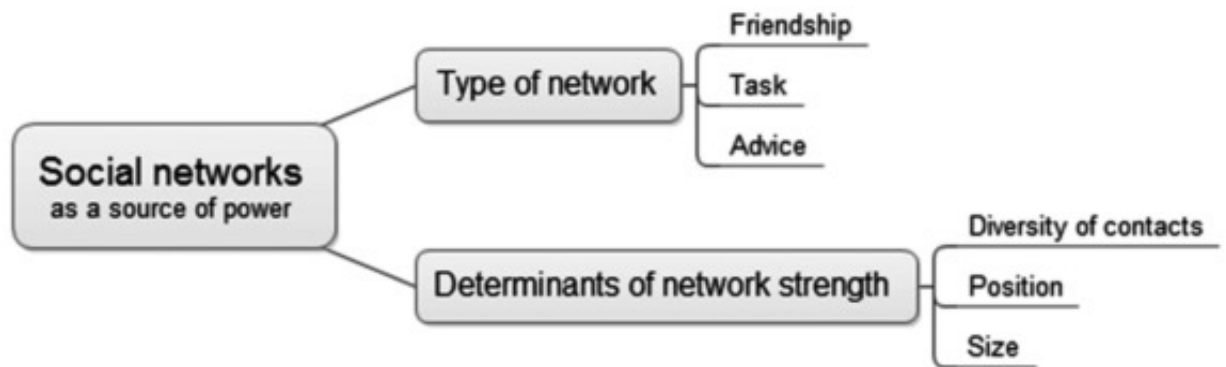 Social networks
as a source of power
Type of network
Friendship
Task
Advice
Determinants of network strength
Diversity of contacts
Position
Size